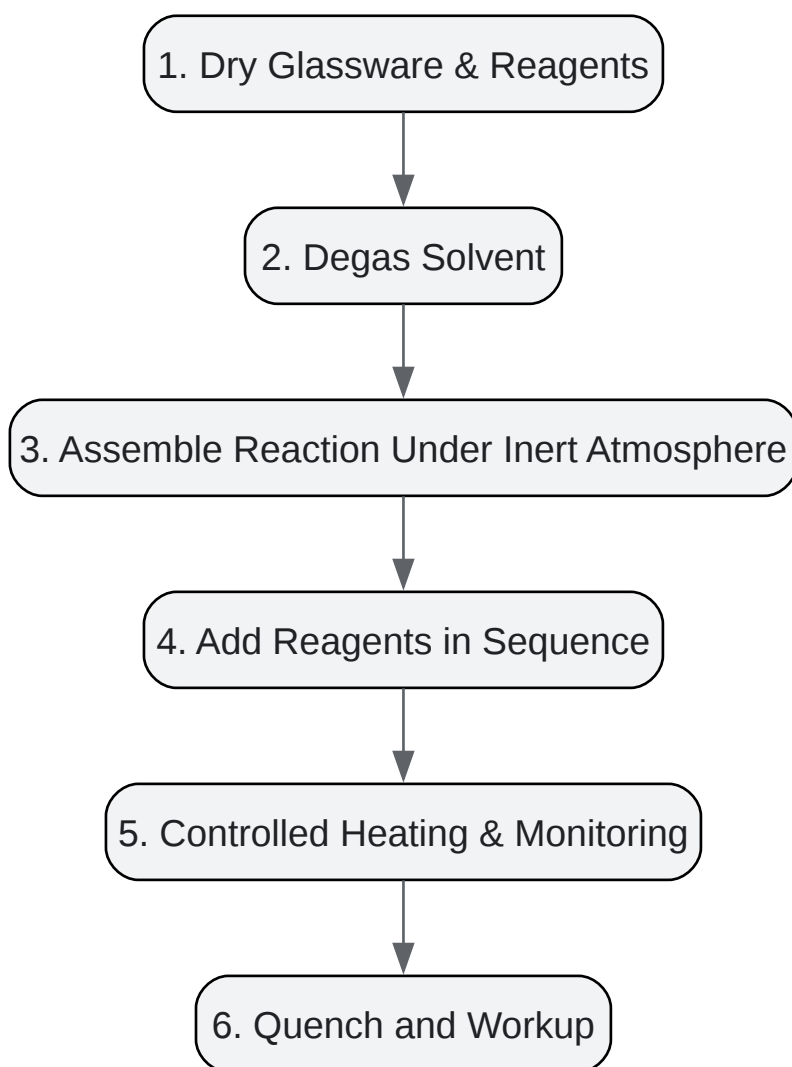 1. Dry Glassware & Reagents
2. Degas Solvent
3. Assemble Reaction Under Inert Atmosphere
4. Add Reagents in Sequence
5. Controlled Heating & Monitoring
6. Quench and Workup